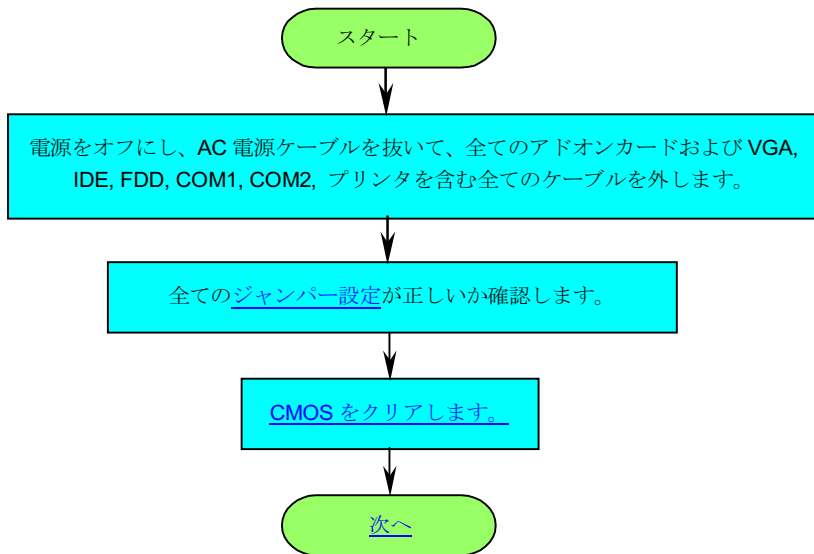 スタート
電源をオフにし、AC 電源ケーブルを抜いて、全てのアドオンカードおよび VGA,
IDE, FDD, COM1, COM2, プリンタを含む全てのケーブルを外します。
全てのジャンパー設定が正しいか確認します。
CMOS をクリアします。
次へ